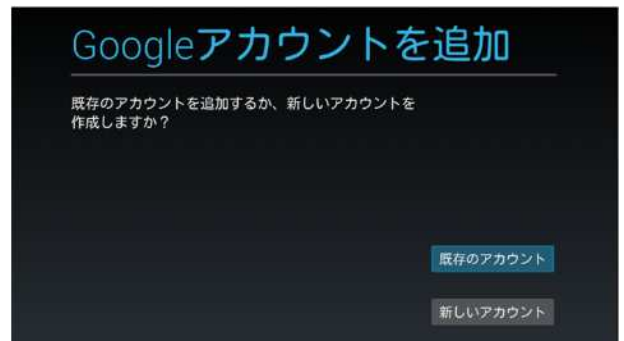 Googleアカウントを追加
既存のアカウントを追加するか、新しいアカウントを
作成しますか？
既存のアカウント
新しいアカウント